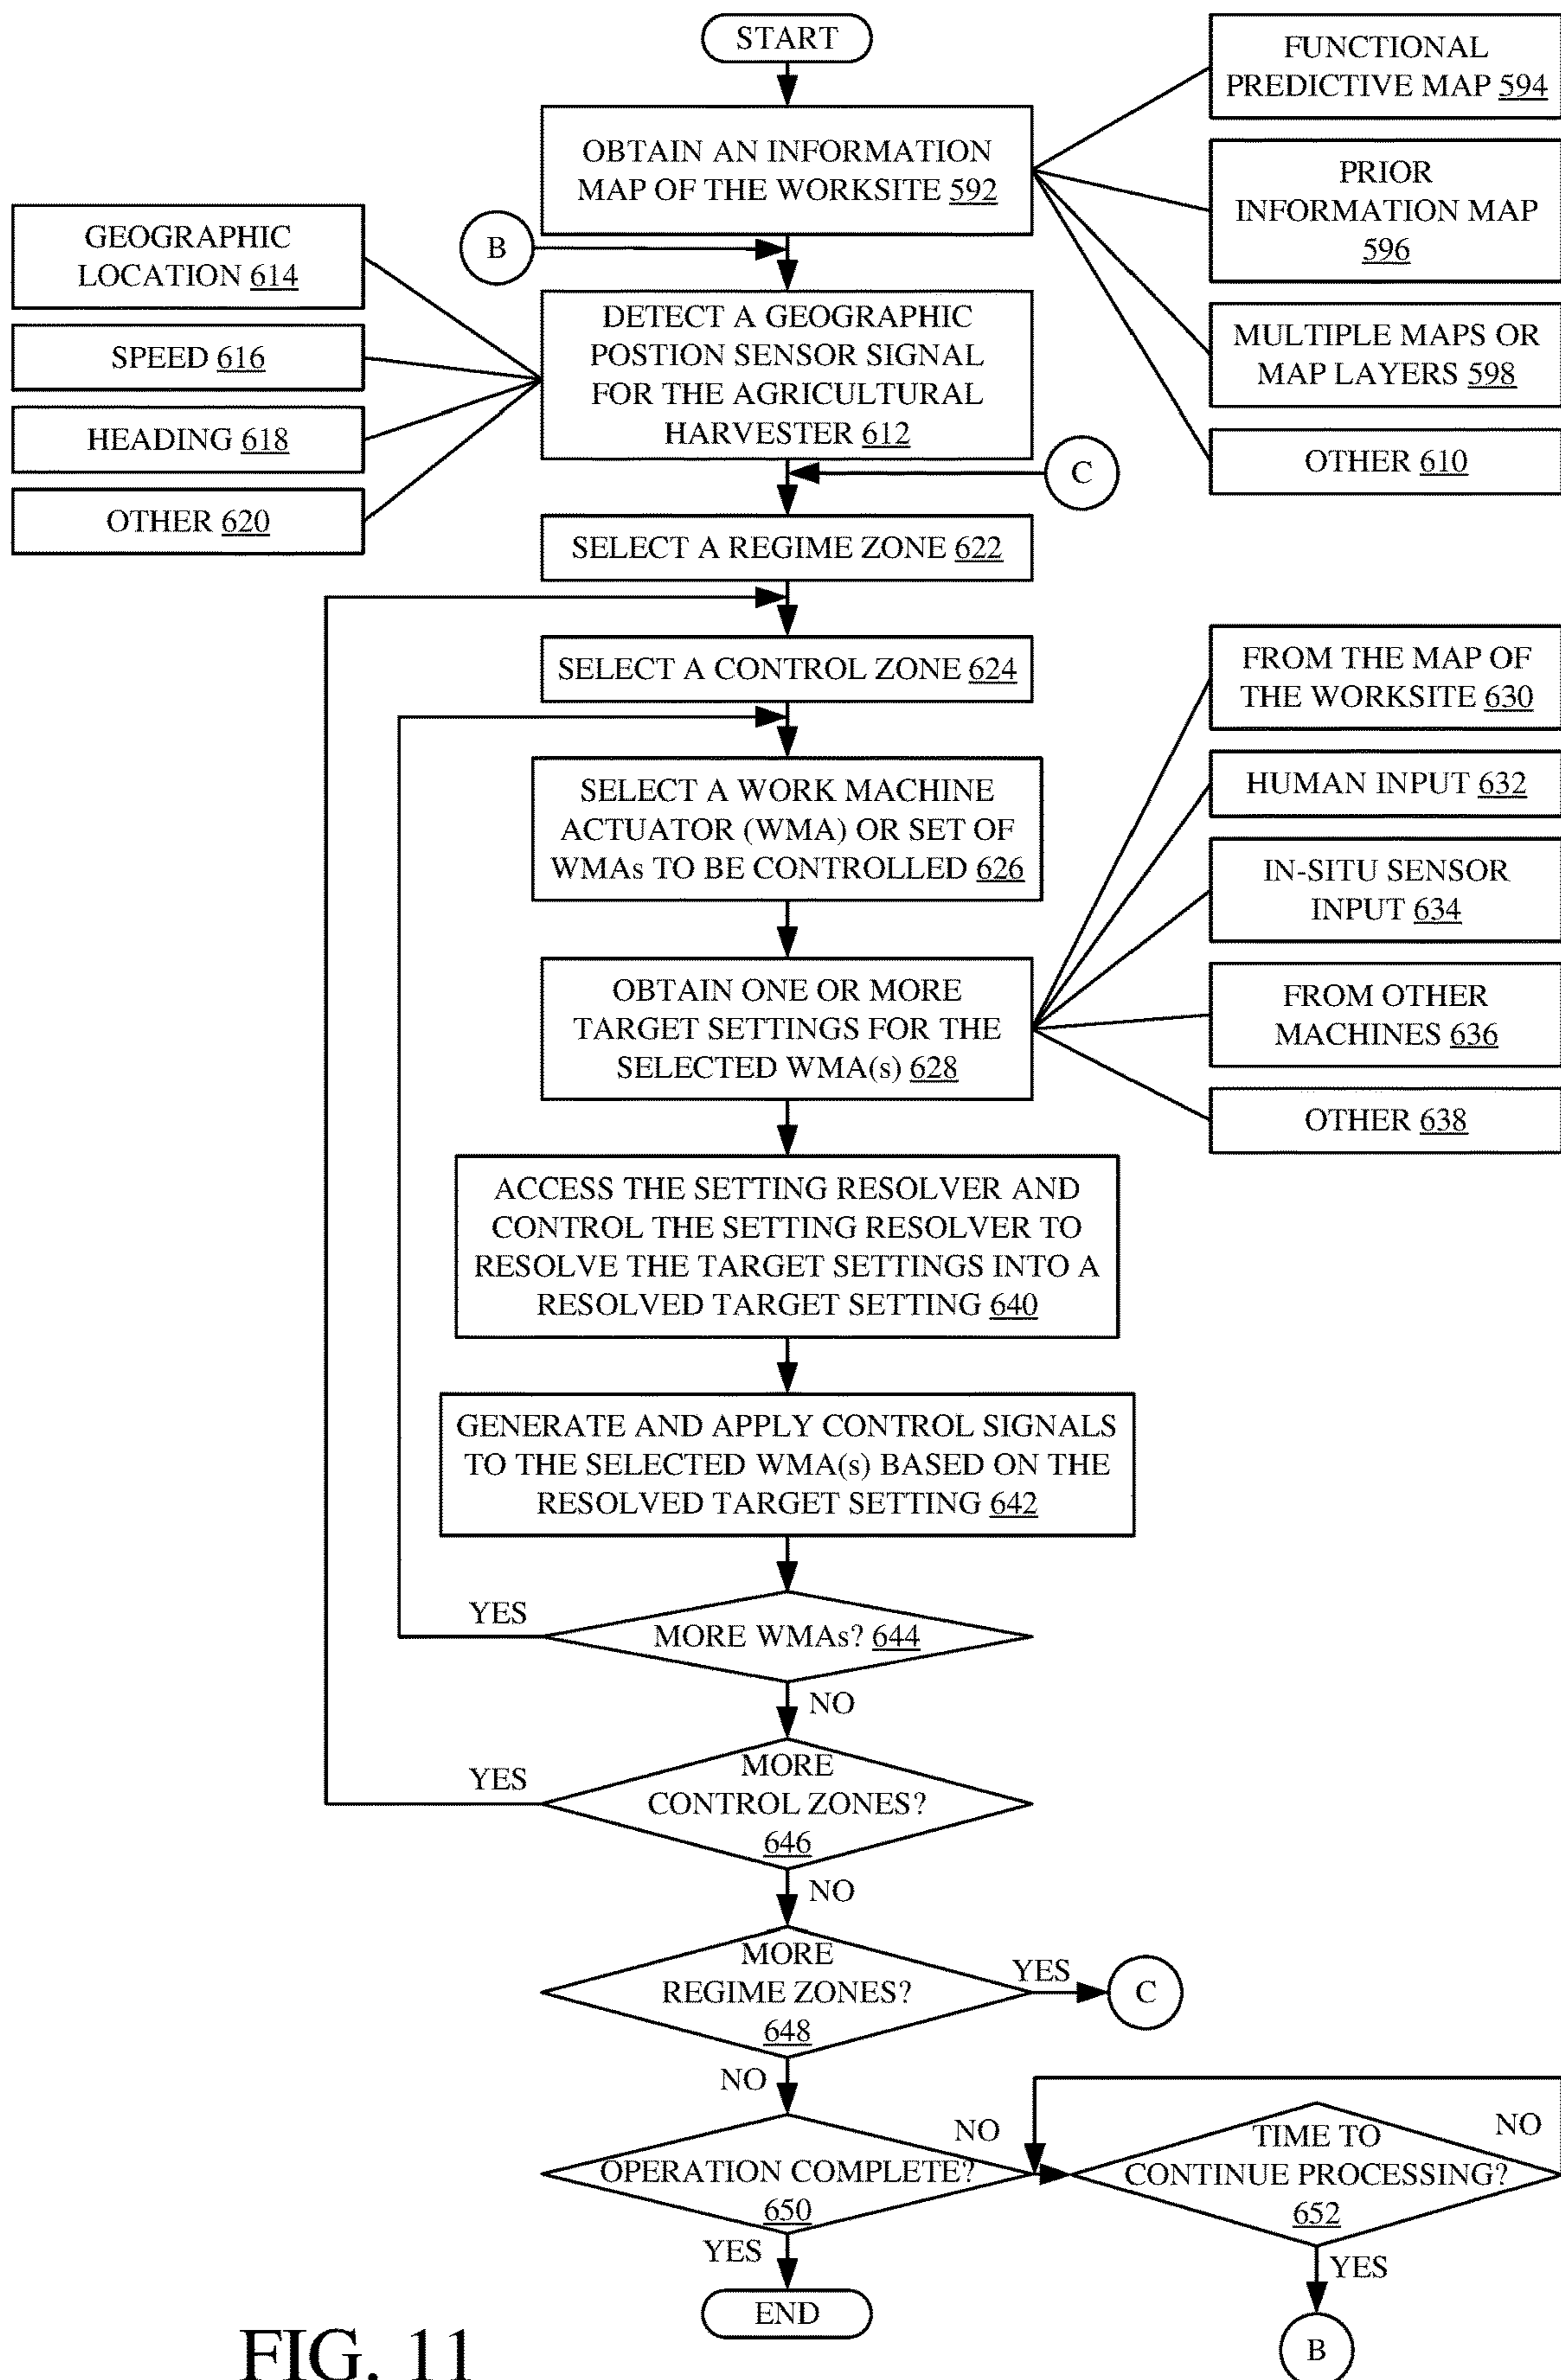 START
OBTAIN AN INFORMATION
MAP OF THE WORKSITE 592
FUNCTIONAL
PREDICTIVE MAP 594
PRIOR
INFORMATION MAP
596
MULTIPLE MAPS OR
MAP LAYERS 598
OTHER 610
B
GEOGRAPHIC
LOCATION 614
SPEED 616
HEADING 618
OTHER 620
DETECT A GEOGRAPHIC
POSTION SENSOR SIGNAL
FOR THE AGRICULTURAL
HARVESTER 612
C
SELECT A REGIME ZONE 622
SELECT A CONTROL ZONE 624
SELECT A WORK MACHINE
ACTUATOR (WMA) OR SET OF
WMAs TO BE CONTROLLED 626
OBTAIN ONE OR MORE
TARGET SETTINGS FOR THE
SELECTED WMA(s) 628
FROM THE MAP OF
THE WORKSITE 630
HUMAN INPUT 632
IN-SITU SENSOR
INPUT 634
FROM OTHER
MACHINES 636
OTHER 638
ACCESS THE SETTING RESOLVER AND
CONTROL THE SETTING RESOLVER TO
RESOLVE THE TARGET SETTINGS INTO A
RESOLVED TARGET SETTING 640
GENERATE AND APPLY CONTROL SIGNALS
TO THE SELECTED WMA(s) BASED ON THE
RESOLVED TARGET SETTING 642
YES
MORE WMAs? 644
NO
YES
MORE
CONTROL ZONES?
646
NO
MORE
REGIME ZONES?
648
YES
C
NO
OPERATION COMPLETE?
650
NO
TIME TO
CONTINUE PROCESSING?
652
NO
YES
END
YES
B
FIG. 11